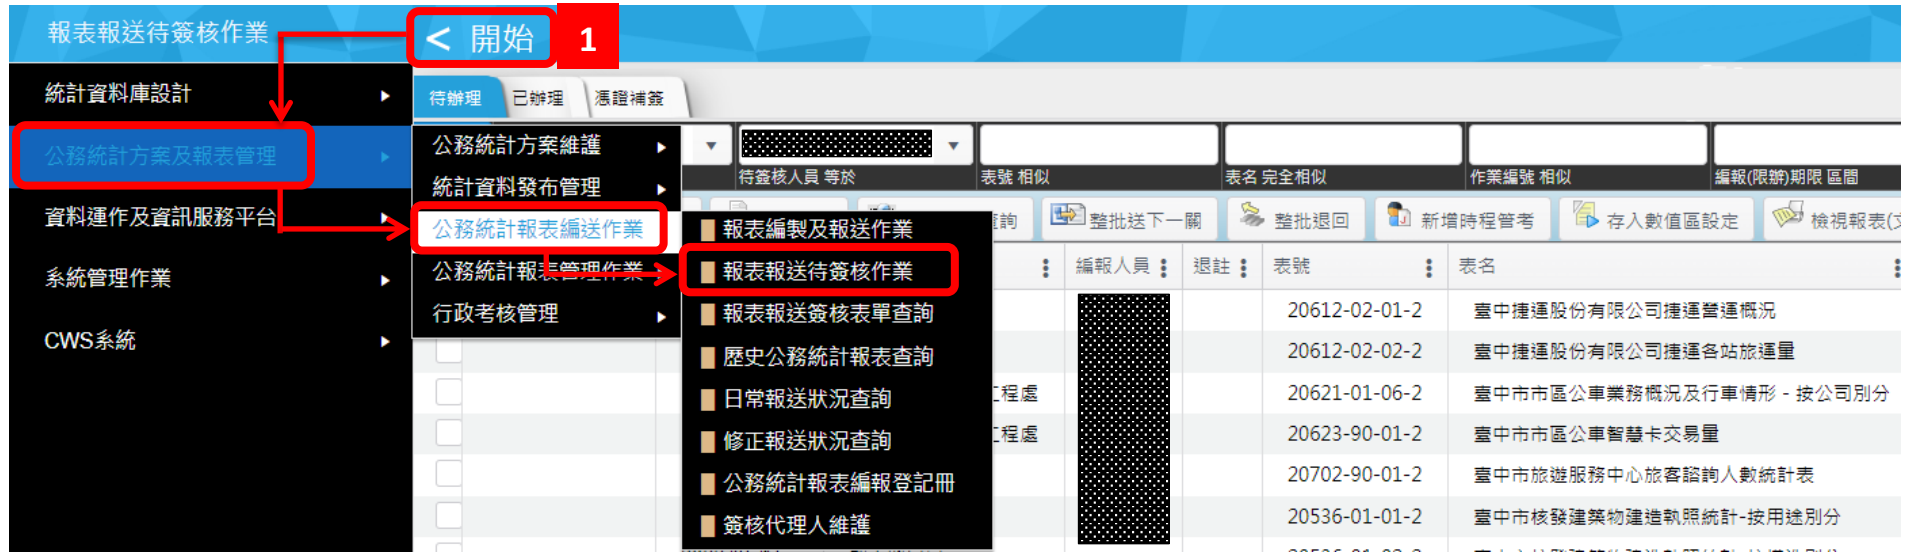 報表報送待簽核作業
< 開始
1
統計資料庫設計
公務統計方案及報表管理
資料運作及資訊服務平台
系統管理作業
CWS系統
待辦理 已辦理 憑證補簽
公務統計方案維護
統計資料發布管理
公務統計報表編送作業
公務統計報表管理作業
行政考核管理
報表編製及報送作業
報表報送待簽核作業
報表報送簽核表單查詢
歷史公務統計報表查詢
日常報送狀況查詢
修正報送狀況查詢
公務統計報表編報登記冊
簽核代理人維護
待簽核人員 等於 表號 相似 表名 完全相似 作業編號 相似 編報(限辦)期限 區間
查詢 整批送下一關 整批退回 新增時程管考 存入數值區設定 檢視報表(文
編報人員 退註 表號 表名
20612-02-01-2 臺中捷運股份有限公司捷運營運概況
20612-02-02-2 臺中捷運股份有限公司捷運各站旅運量
工程處 20621-01-06-2 臺中市市區公車業務概況及行車情形 - 按公司別分
工程處 20623-90-01-2 臺中市市區公車智慧卡交易量
20702-90-01-2 臺中市旅遊服務中心旅客諮詢人數統計表
20536-01-01-2 臺中市核發建築物建造執照統計-按用途別分